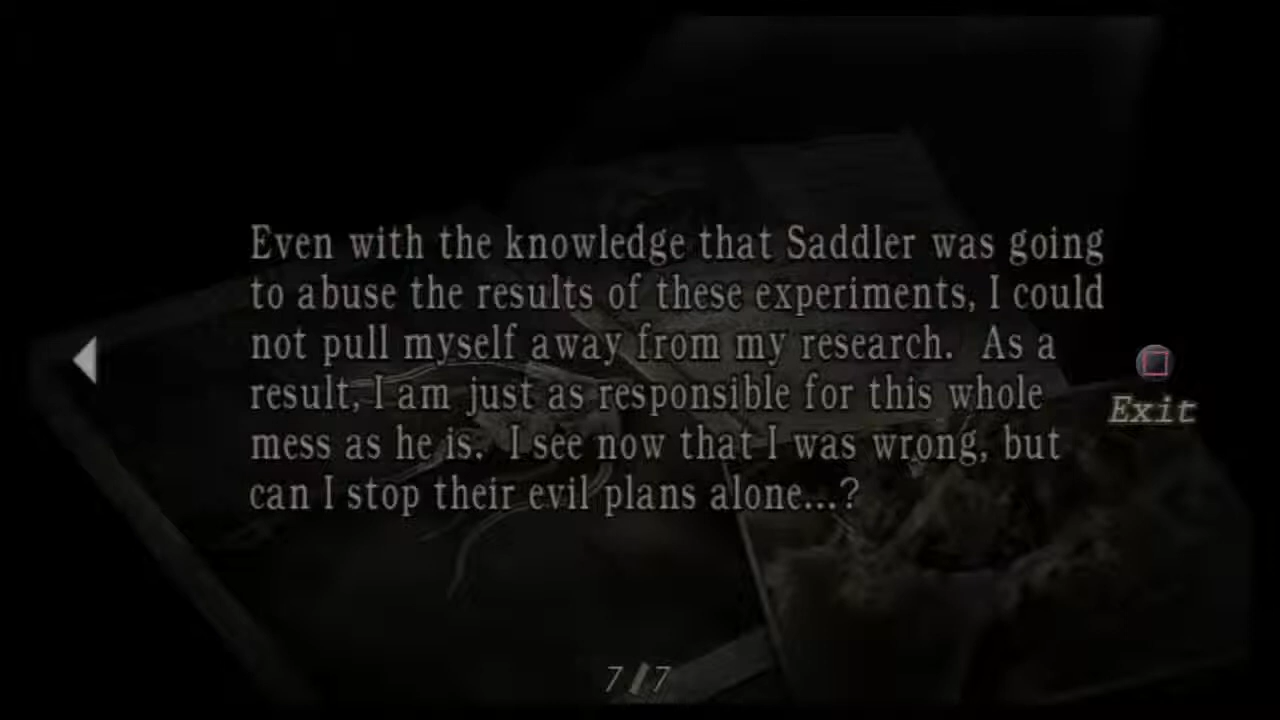 Even with the knowledge that Saddler was going
to abuse the results of these experiments, I could
not pull myself away from my research. As a
result, I am just as responsible for this whole
mess as he is. I see now that I was wrong, but
can I stop their evil plans alone...?
Exit
7/7